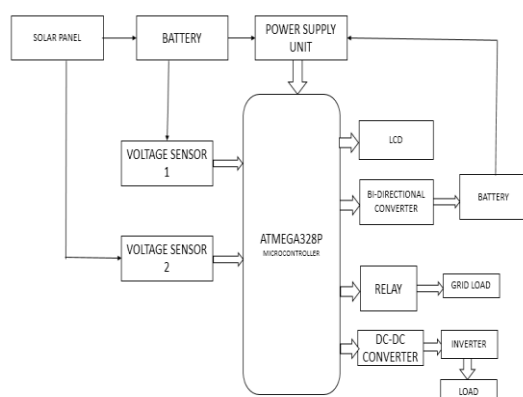 SOLAR PANEL
BATTERY
POWER SUPPLY
UNIT
VOLTAGE SENSOR
1
LCD
BI-DIRECTIONAL
CONVERTER
BATTERY
ATMEGA328P
MICROCONTROLLER
VOLTAGE SENSOR
2
RELAY
GRID LOAD
DC-DC
CONVERTER
INVERTER
LOAD